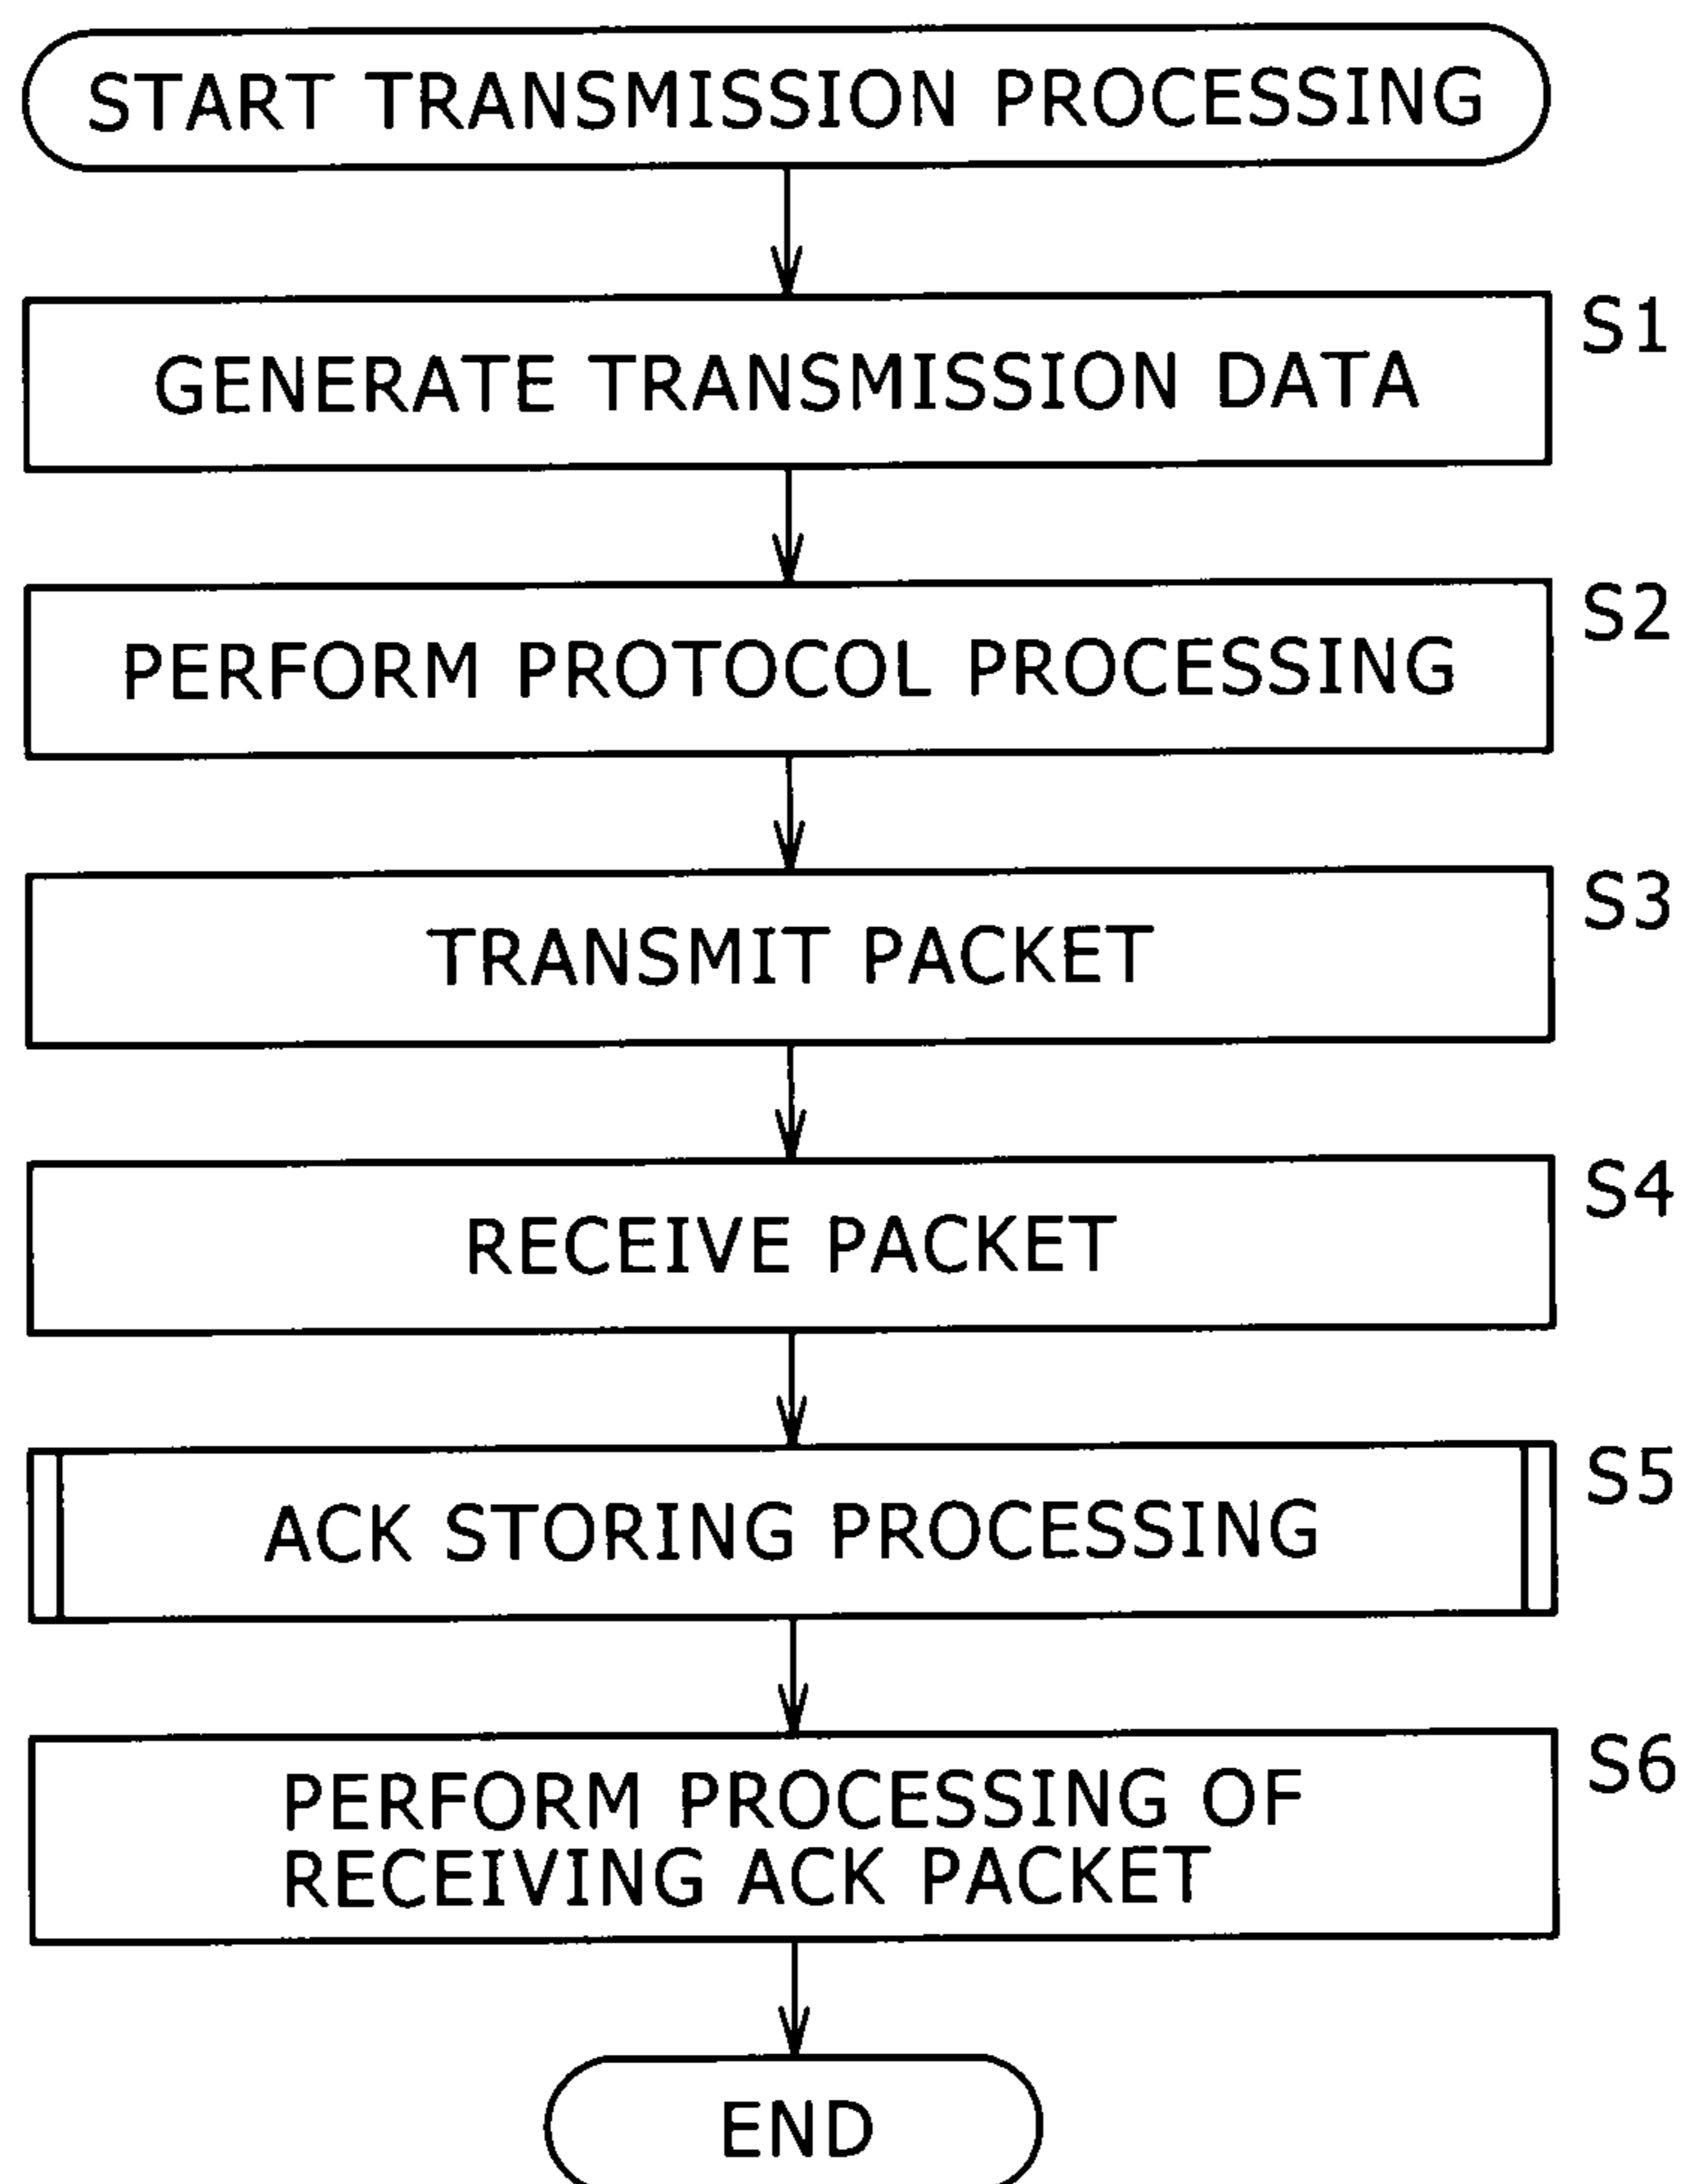 START TRANSMISSION PROCESSING
S1
GENERATE TRANSMISSION DATA
S2
PERFORM PROTOCOL PROCESSING
S3
TRANSMIT PACKET
S4
RECEIVE PACKET
S5
ACK STORING PROCESSING
S6
PERFORM PROCESSING OF
RECEIVING ACK PACKET
END